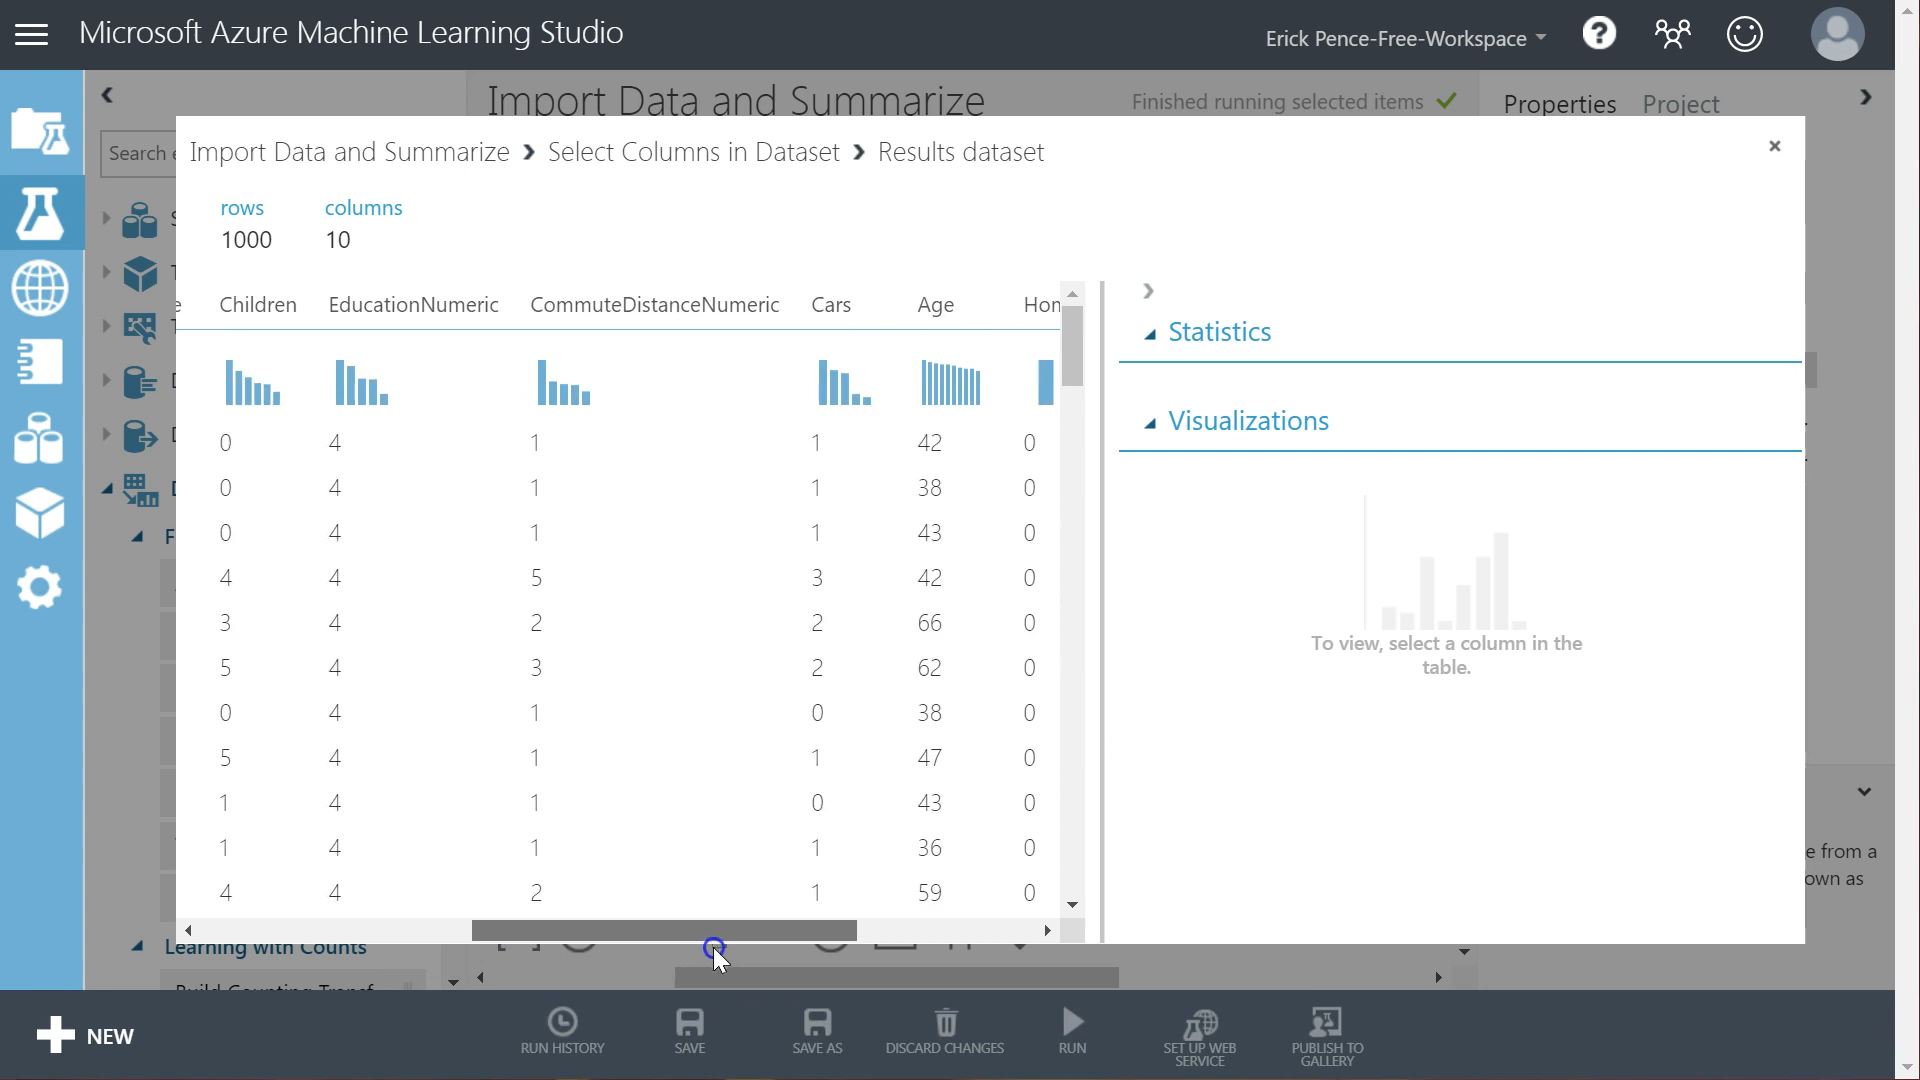 Microsoft Azure Machine Learning Studio
Erick Pence-Free-Workspace
Import Data and Summarize
Finished running selected items
Properties
Project
Search
Import Data and Summarize > Select Columns in Dataset > Results dataset
rows
columns
1000
10
Children EducationNumeric CommuteDistanceNumeric Cars Age
0 4 1 1 42 0
0 4 1 1 38 0
0 4 1 1 43 0
4 4 5 3 42 0
3 4 2 2 66 0
5 4 3 2 62 0
0 4 1 0 38 0
5 4 1 1 47 0
1 4 1 0 43 0
1 4 1 1 36 0
4 4 2 1 59 0
Statistics
Visualizations
To view, select a column in the
table.
e from a
own as
Learning with Counts
NEW
RUN HISTORY
SAVE
SAVE AS
DISCARD CHANGES
RUN
SET UP WEB
SERVICE
PUBLISH TO
GALLERY